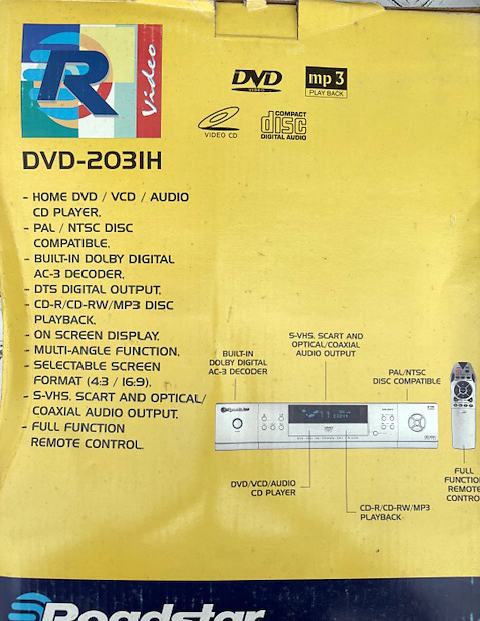 R
Video
DVD
VIDEO
mp3
PLAY BACK
VIDEO CD
COMPACT
disc
DIGITAL AUDIO
DVD-2031H
- HOME DVD / VCD / AUDIO
CD PLAYER.
- PAL / NTSC DISC
COMPATIBLE.
- BUILT-IN DOLBY DIGITAL
AC-3 DECODER.
- DTS DIGITAL OUTPUT.
- CD-R/CD-RW/MP3 DISC
PLAYBACK.
- ON SCREEN DISPLAY.
- MULTI-ANGLE FUNCTION.
- SELECTABLE SCREEN
FORMAT (4:3 / 16:9).
- S-VHS, SCART AND OPTICAL/
COAXIAL AUDIO OUTPUT.
- FULL FUNCTION
REMOTE CONTROL.
S-VHS, SCART AND
OPTICAL/COAXIAL
AUDIO OUTPUT
BUILT-IN
DOLBY DIGITAL
AC-3 DECODER
PAL/NTSC
DISC COMPATIBLE
Roadstar
DVD/VCD/AUDIO
CD PLAYER
CD-R/CD-RW/MP3
PLAYBACK
FULL
FUNCTION
REMOTE
CONTROL
Roadstar